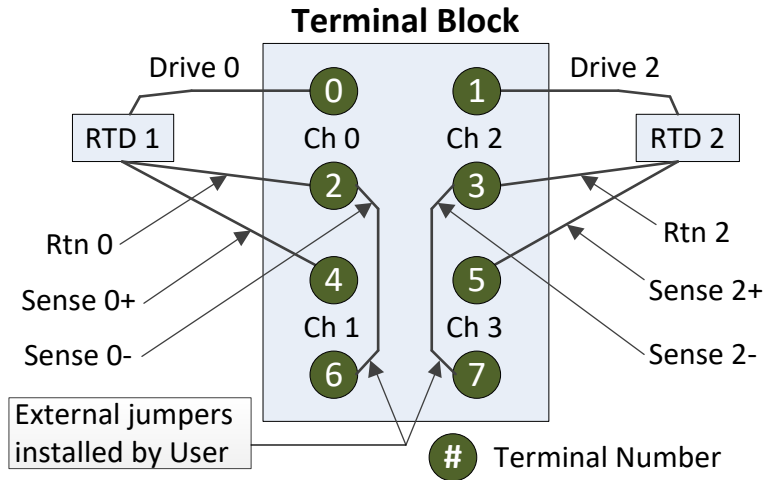 Terminal Block
Drive 0
Drive 2
0
1
RTD 1
Ch 0
Ch 2
RTD 2
2
3
Rtn 0
Rtn 2
4
5
Sense 0+
Sense 2+
Ch 1
Ch 3
Sense 0-
Sense 2-
6
7
External jumpers
installed by User
# Terminal Number